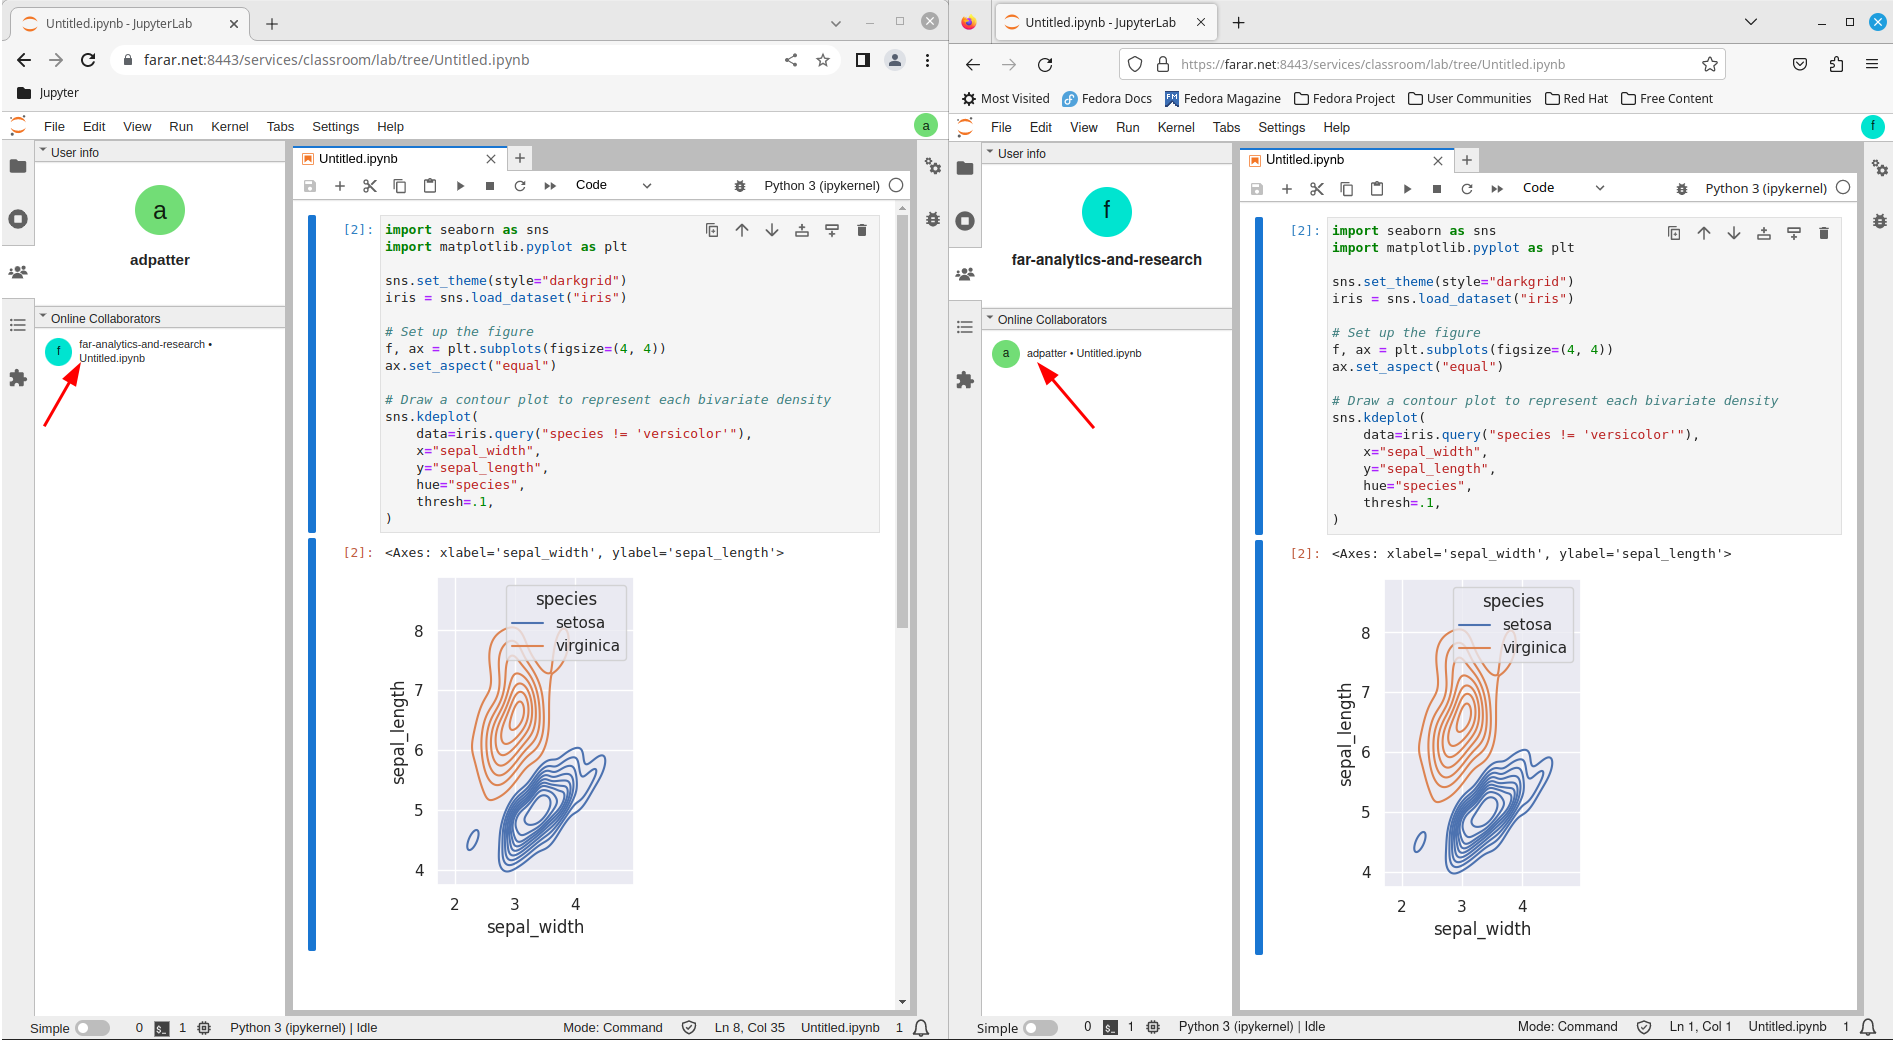 Untitled.ipynb - JupyterLab
farar.net:8443/services/classroom/lab/tree/Untitled.ipynb
Jupyter
File Edit View Run Kernel Tabs Settings Help
a
User info
a
adpatter
Online Collaborators
f
far-analytics-and-research •
Untitled.ipynb
Untitled.ipynb
Code
Python 3 (ipykernel)
[2]:
import seaborn as sns
import matplotlib.pyplot as plt
sns.set_theme(style="darkgrid")
iris = sns.load_dataset("iris")
# Set up the figure
f, ax = plt.subplots(figsize=(4, 4))
ax.set_aspect("equal")
# Draw a contour plot to represent each bivariate density
sns.kdeplot(
data=iris.query("species != 'versicolor'"),
x="sepal_width",
y="sepal_length",
hue="species",
thresh=.1,
)
[2]: <Axes: xlabel='sepal_width', ylabel='sepal_length'>
species
setosa
virginica
8
7
6
5
4
sepal_length
2 3 4
sepal_width
Simple 0 $_ 1 Python 3 (ipykernel) | Idle Mode: Command Ln 8, Col 35 Untitled.ipynb 1
Untitled.ipynb - JupyterLab
https://farar.net:8443/services/classroom/lab/tree/Untitled.ipynb
Most Visited Fedora Docs FM Fedora Magazine Fedora Project User Communities Red Hat Free Content
File Edit View Run Kernel Tabs Settings Help
f
User info
f
far-analytics-and-research
Online Collaborators
a
adpatter • Untitled.ipynb
Untitled.ipynb
Code
Python 3 (ipykernel)
[2]:
import seaborn as sns
import matplotlib.pyplot as plt
sns.set_theme(style="darkgrid")
iris = sns.load_dataset("iris")
# Set up the figure
f, ax = plt.subplots(figsize=(4, 4))
ax.set_aspect("equal")
# Draw a contour plot to represent each bivariate density
sns.kdeplot(
data=iris.query("species != 'versicolor'"),
x="sepal_width",
y="sepal_length",
hue="species",
thresh=.1,
)
[2]: <Axes: xlabel='sepal_width', ylabel='sepal_length'>
species
setosa
virginica
8
7
6
5
4
sepal_length
2 3 4
sepal_width
Simple 0 $_ 1 Python 3 (ipykernel) | Idle Mode: Command Ln 1, Col 1 Untitled.ipynb 1